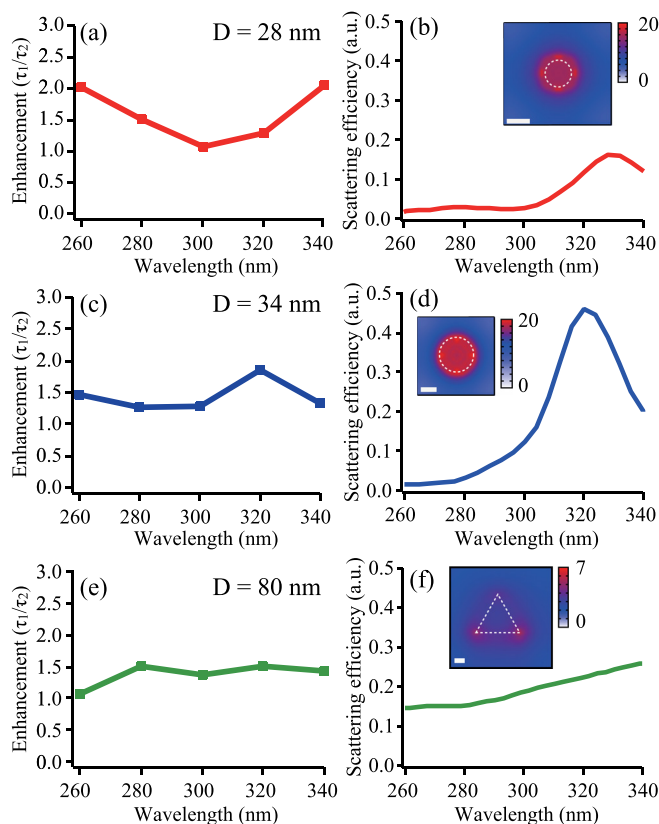 (a)
D = 28 nm
Enhancement (τ₁/τ₂)
3.0
2.5
2.0
1.5
1.0
0.5
0.0
260 280 300 320 340
Wavelength (nm)
(b)
20
0
Scattering efficiency (a.u.)
0.5
0.4
0.3
0.2
0.1
0.0
260 280 300 320 340
Wavelength (nm)
(c)
D = 34 nm
Enhancement (τ₁/τ₂)
3.0
2.5
2.0
1.5
1.0
0.5
0.0
260 280 300 320 340
Wavelength (nm)
(d)
20
0
Scattering efficiency (a.u.)
0.5
0.4
0.3
0.2
0.1
0.0
260 280 300 320 340
Wavelength (nm)
(e)
D = 80 nm
Enhancement (τ₁/τ₂)
3.0
2.5
2.0
1.5
1.0
0.5
0.0
260 280 300 320 340
Wavelength (nm)
(f)
7
0
Scattering efficiency (a.u.)
0.5
0.4
0.3
0.2
0.1
0.0
260 280 300 320 340
Wavelength (nm)